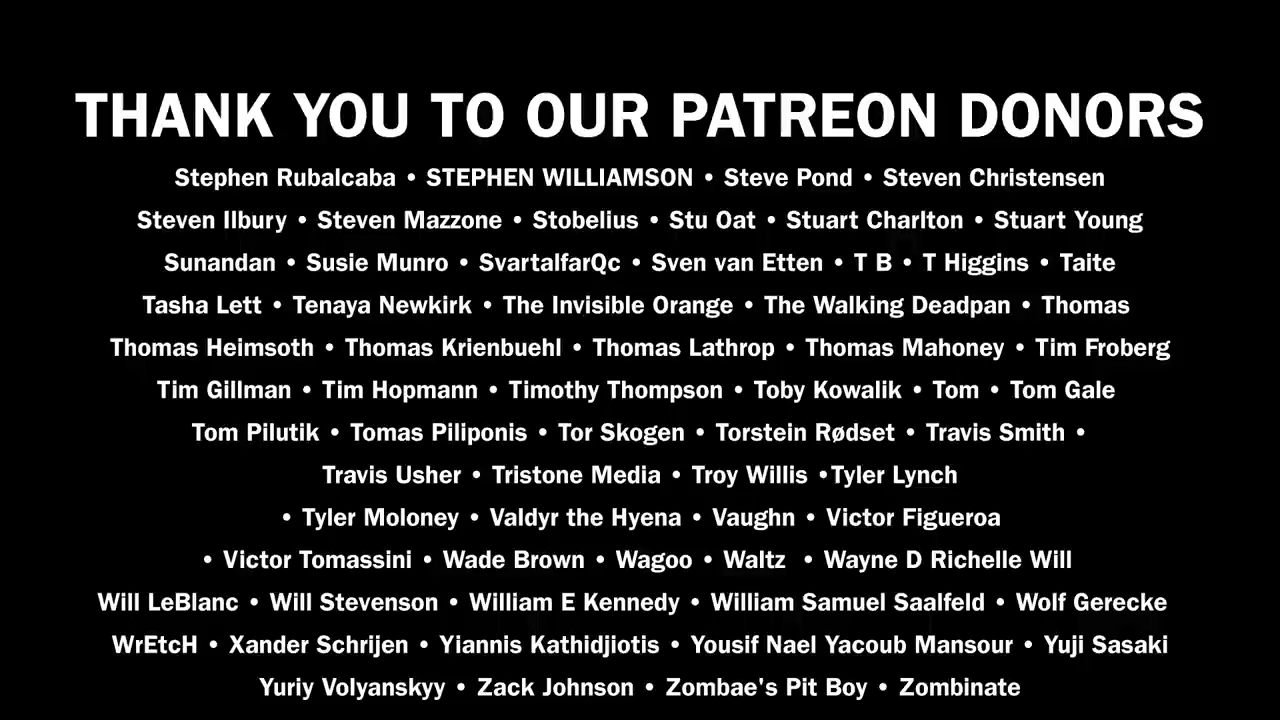 THANK YOU TO OUR PATREON DONORS
Stephen Rubalcaba • STEPHEN WILLIAMSON • Steve Pond • Steven Christensen
Steven Ilbury • Steven Mazzone • Stobelius • Stu Oat • Stuart Charlton • Stuart Young
Sunandan • Susie Munro • SvartalfarQc • Sven van Etten • T B • T Higgins • Taite
Tasha Lett • Tenaya Newkirk • The Invisible Orange • The Walking Deadpan • Thomas
Thomas Heimsoth • Thomas Krienbuehl • Thomas Lathrop • Thomas Mahoney • Tim Froberg
Tim Gillman • Tim Hopmann • Timothy Thompson • Toby Kowalik • Tom • Tom Gale
Tom Pilutik • Tomas Piliponis • Tor Skogen • Torstein Rødset • Travis Smith •
Travis Usher • Tristone Media • Troy Willis •Tyler Lynch
• Tyler Moloney • Valdyr the Hyena • Vaughn • Victor Figueroa
• Victor Tomassini • Wade Brown • Wagoo • Waltz • Wayne D Richelle Will
Will LeBlanc • Will Stevenson • William E Kennedy • William Samuel Saalfeld • Wolf Gerecke
WrEtcH • Xander Schrijen • Yiannis Kathidjiotis • Yousif Nael Yacoub Mansour • Yuji Sasaki
Yuriy Volyanskyy • Zack Johnson • Zombae's Pit Boy • Zombinate